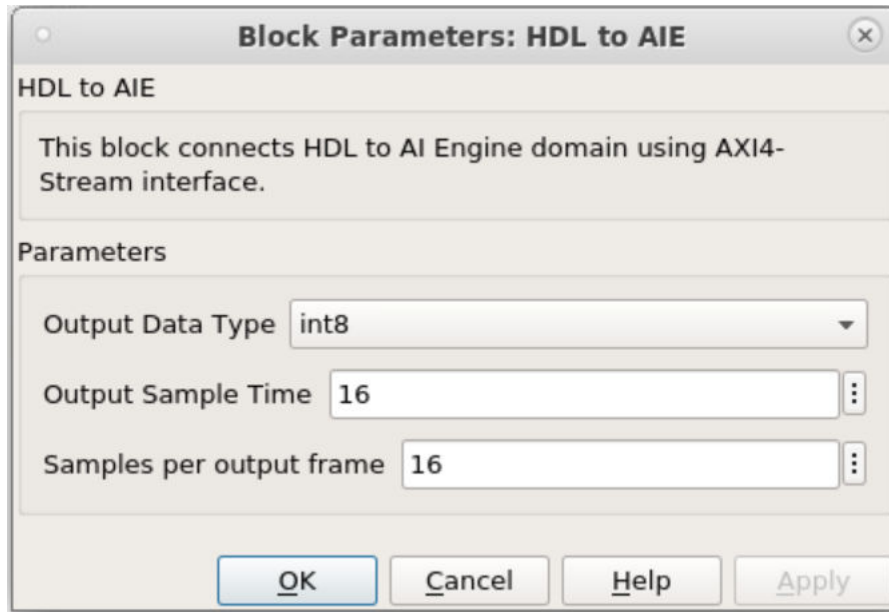 Block Parameters: HDL to AIE
HDL to AIE
This block connects HDL to AI Engine domain using AXI4-
Stream interface.
Parameters
Output Data Type int8
Output Sample Time 16
Samples per output frame 16
OK Cancel Help Apply